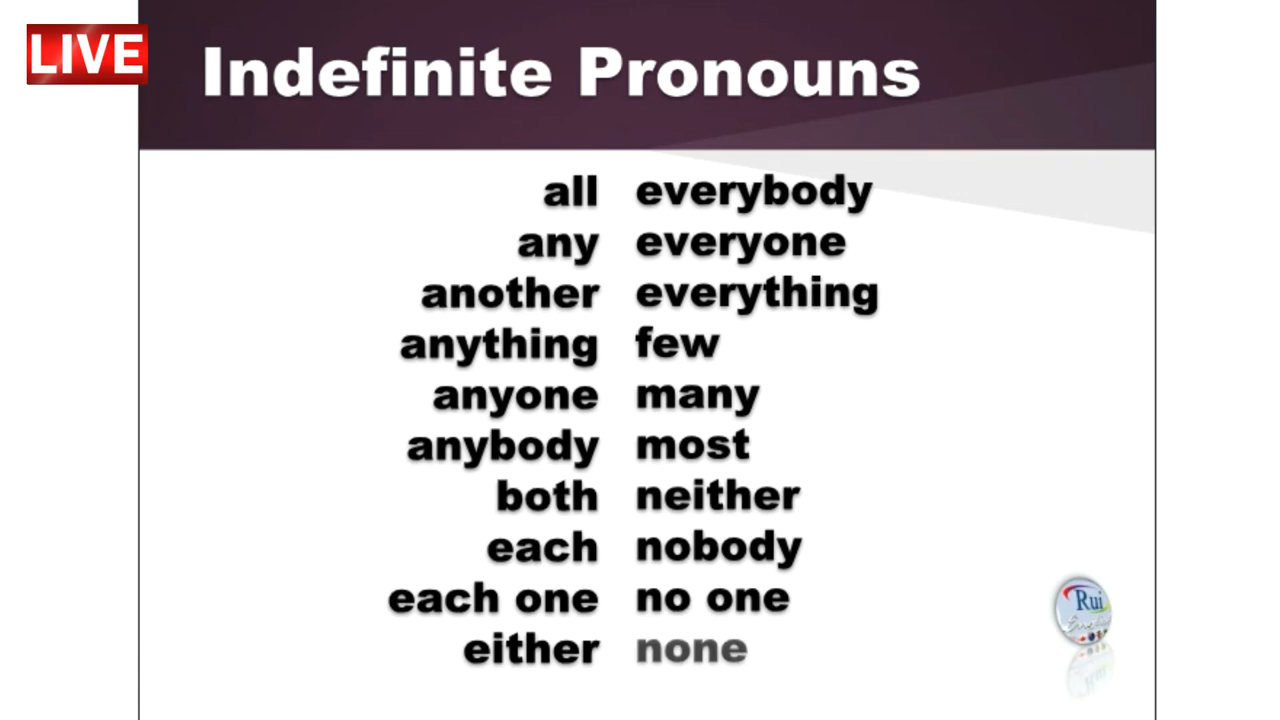 LIVE
Indefinite Pronouns
all everybody
any everyone
another everything
anything few
anyone many
anybody most
both neither
each nobody
each one no one
either none
Rui